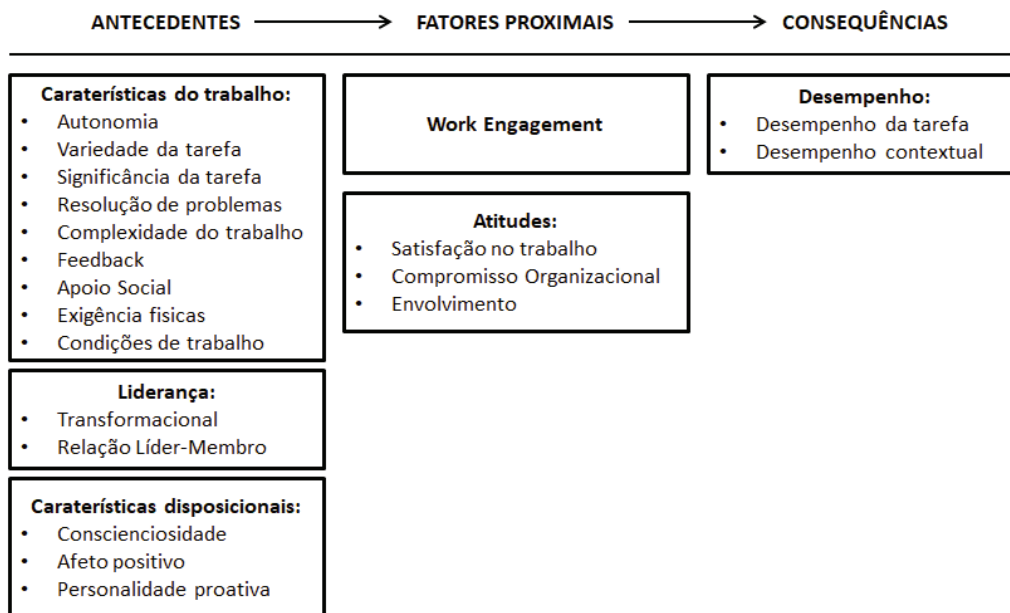 ANTECEDENTES
FATORES PROXIMAIS
CONSEQUÊNCIAS
Caraterísticas do trabalho:
• Autonomia
• Variedade da tarefa
• Significância da tarefa
• Resolução de problemas
• Complexidade do trabalho
• Feedback
• Apoio Social
• Exigência fisicas
• Condições de trabalho
Liderança:
• Transformacional
• Relação Líder-Membro
Caraterísticas disposicionais:
• Conscienciosidade
• Afeto positivo
• Personalidade proativa
Work Engagement
Atitudes:
• Satisfação no trabalho
• Compromisso Organizacional
• Envolvimento
Desempenho:
• Desempenho da tarefa
• Desempenho contextual